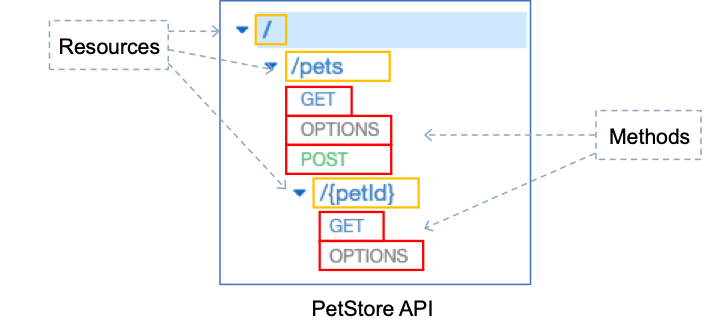 /
Resources
/pets
GET
OPTIONS
POST
Methods
/{petId}
GET
OPTIONS
PetStore API